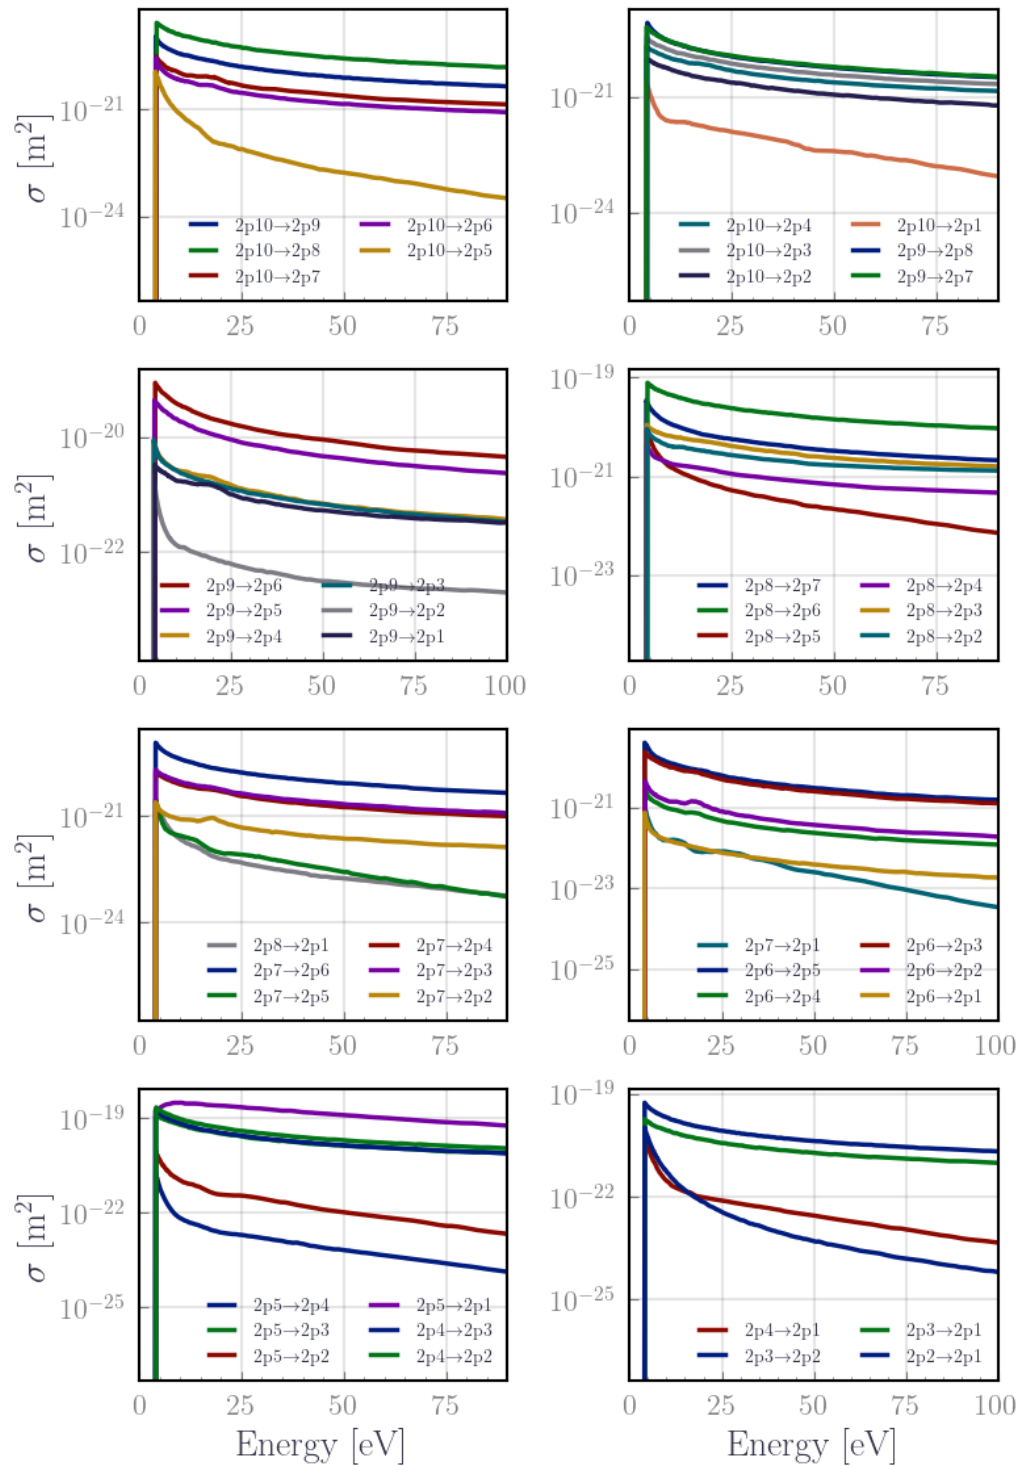 σ [m²]
10⁻²¹
10⁻²⁴
2p10→2p9
2p10→2p8
2p10→2p7
2p10→2p6
2p10→2p5
0 25 50 75
10⁻²¹
10⁻²⁴
2p10→2p4
2p10→2p3
2p10→2p2
2p10→2p1
2p9→2p8
2p9→2p7
0 25 50 75 100
σ [m²]
10⁻²⁰
10⁻²²
2p9→2p6
2p9→2p5
2p9→2p4
2p9→2p3
2p9→2p2
2p9→2p1
0 25 50 75 100
10⁻¹⁹
10⁻²¹
10⁻²³
2p8→2p7
2p8→2p6
2p8→2p5
2p8→2p4
2p8→2p3
2p8→2p2
0 25 50 75
σ [m²]
10⁻²¹
10⁻²⁴
2p8→2p1
2p7→2p6
2p7→2p5
2p7→2p4
2p7→2p3
2p7→2p2
0 25 50 75
10⁻²¹
10⁻²³
10⁻²⁵
2p7→2p1
2p6→2p5
2p6→2p4
2p6→2p3
2p6→2p2
2p6→2p1
0 25 50 75 100
σ [m²]
10⁻¹⁹
10⁻²²
10⁻²⁵
2p5→2p4
2p5→2p3
2p5→2p2
2p5→2p1
2p4→2p3
2p4→2p2
0 25 50 75
Energy [eV]
10⁻¹⁹
10⁻²²
10⁻²⁵
2p4→2p1
2p3→2p2
2p3→2p1
2p2→2p1
0 25 50 75 100
Energy [eV]